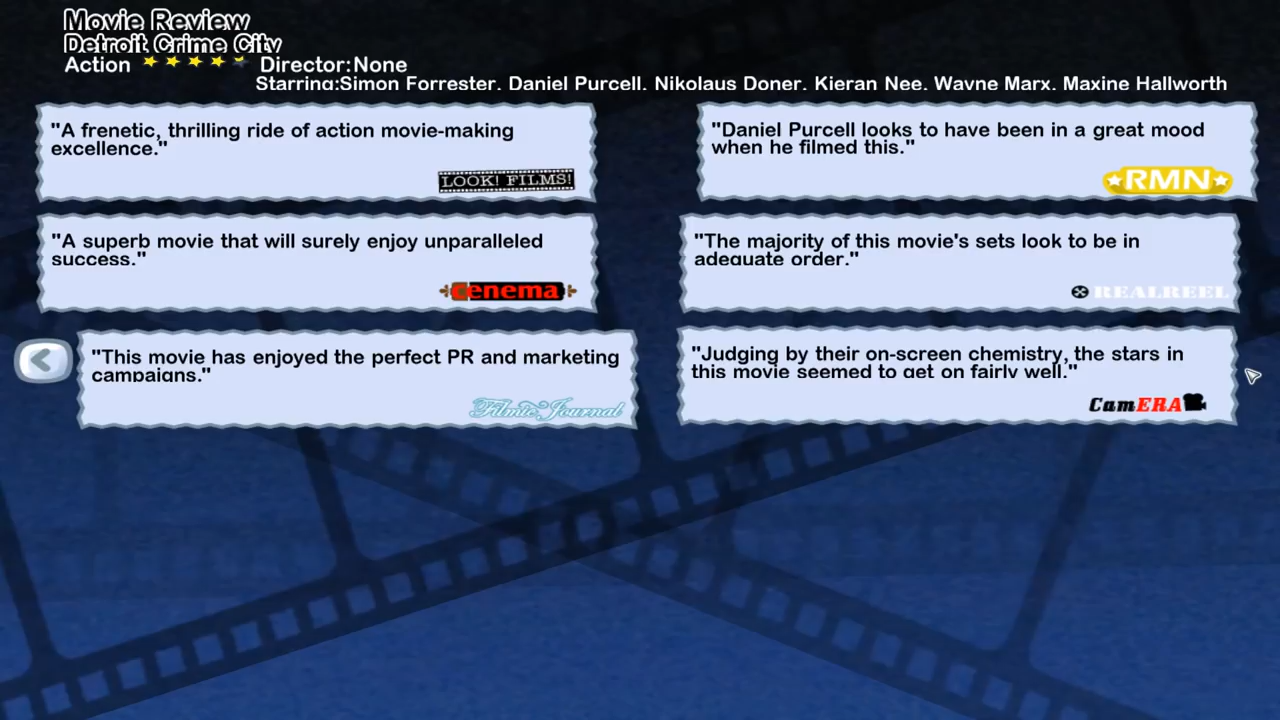 Movie Review
Detroit Crime City
Action Director:None
Starring:Simon Forrester, Daniel Purcell, Nikolaus Doner, Kieran Nee, Wayne Marx, Maxine Hallworth
"A frenetic, thrilling ride of action movie-making
excellence."
LOOK! FILMS!
"Daniel Purcell looks to have been in a great mood
when he filmed this."
RMN
"A superb movie that will surely enjoy unparalleled
success."
cenema
"The majority of this movie's sets look to be in
adequate order."
REALREEL
"This movie has enjoyed the perfect PR and marketing
campaigns."
Filmic Journal
"Judging by their on-screen chemistry, the stars in
this movie seemed to get on fairly well."
CamERA